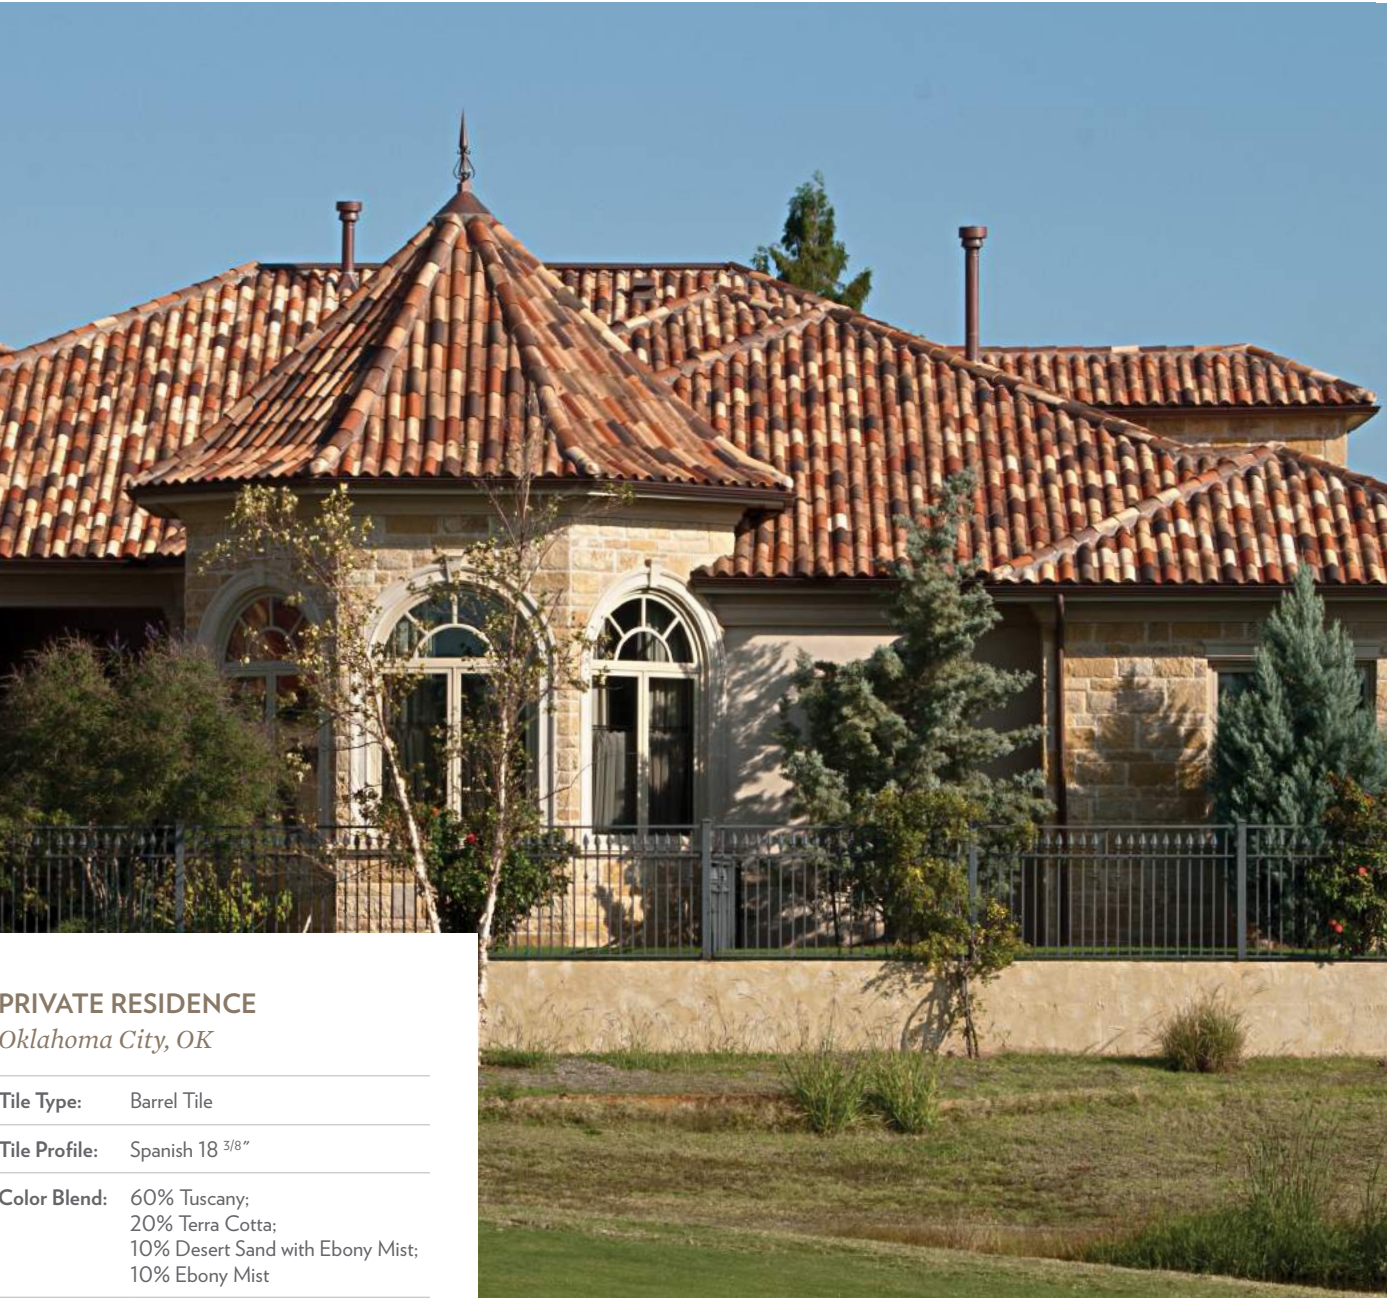 PRIVATE RESIDENCE
Oklahoma City, OK
Tile Type: Barrel Tile
Tile Profile: Spanish 18 3/8"
Color Blend: 60% Tuscany;
20% Terra Cotta;
10% Desert Sand with Ebony Mist;
10% Ebony Mist